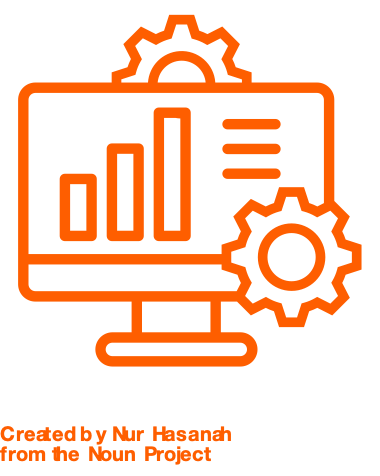 Created by Nur Hasanah
from the Noun Project